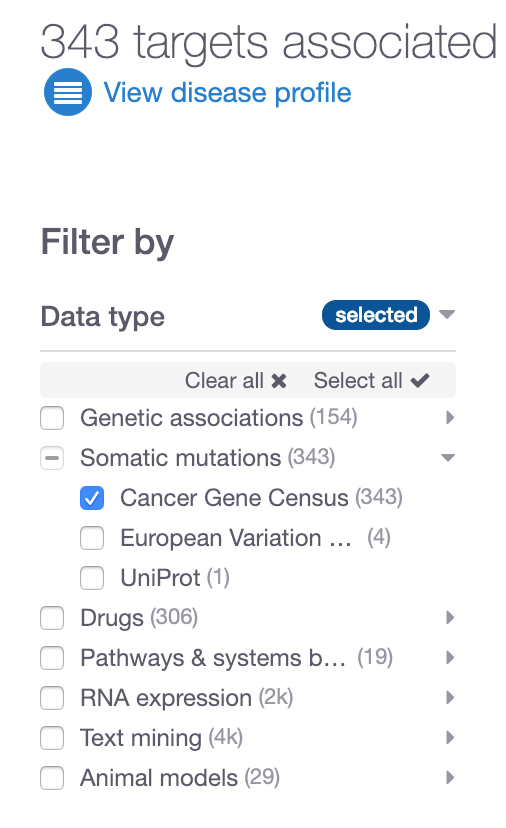 343 targets associated
View disease profile
Filter by
Data type selected
Clear all Select all
Genetic associations (154)
Somatic mutations (343)
Cancer Gene Census (343)
European Variation ... (4)
UniProt (1)
Drugs (306)
Pathways & systems b... (19)
RNA expression (2k)
Text mining (4k)
Animal models (29)